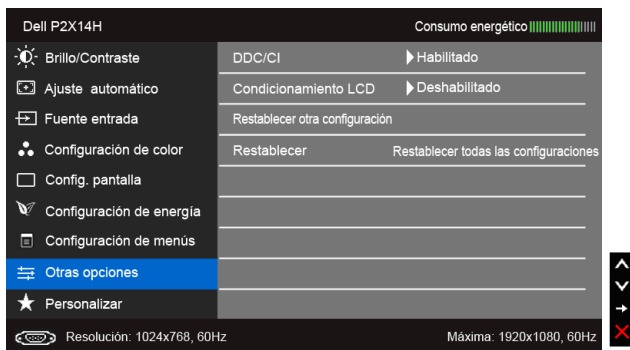 Dell P2X14H Consumo energético
Brillo/Contraste DDC/CI Habilitado
Ajuste automático Condicionamiento LCD Deshabilitado
Fuente entrada Restablecer otra configuración
Configuración de color Restablecer Restablecer todas las configuraciones
Config. pantalla
Configuración de energía
Configuración de menús
Otras opciones
Personalizar
Resolución: 1024x768, 60Hz Máxima: 1920x1080, 60Hz